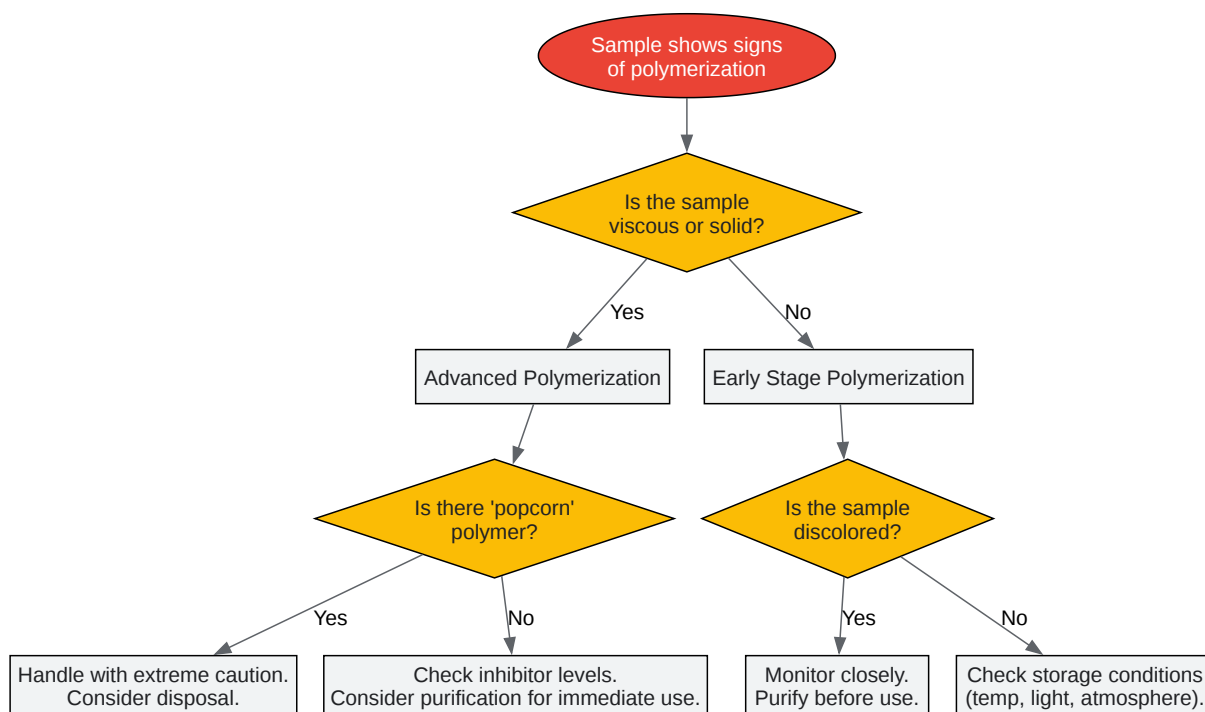 Sample shows signs
of polymerization
Is the sample
viscous or solid?
Yes
No
Advanced Polymerization
Early Stage Polymerization
Is there 'popcorn'
polymer?
Is the sample
discolored?
Yes
No
Yes
No
Handle with extreme caution.
Consider disposal.
Check inhibitor levels.
Consider purification for immediate use.
Monitor closely.
Purify before use.
Check storage conditions
(temp, light, atmosphere).